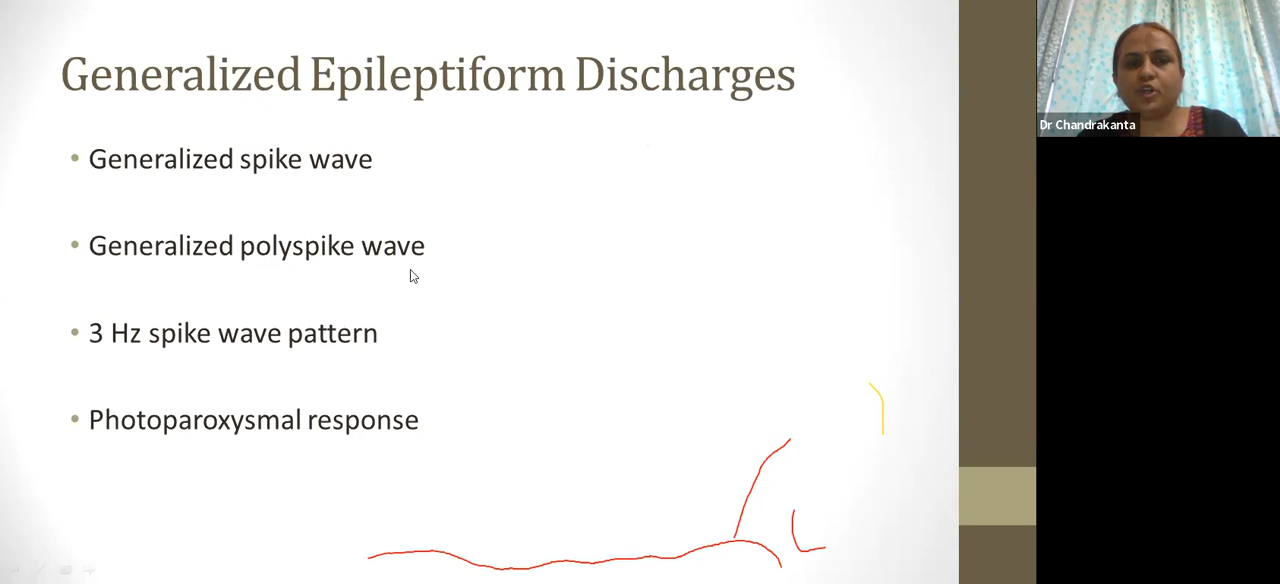 Generalized Epileptiform Discharges
• Generalized spike wave
• Generalized polyspike wave
• 3 Hz spike wave pattern
• Photoparoxysmal response
Dr Chandrakanta